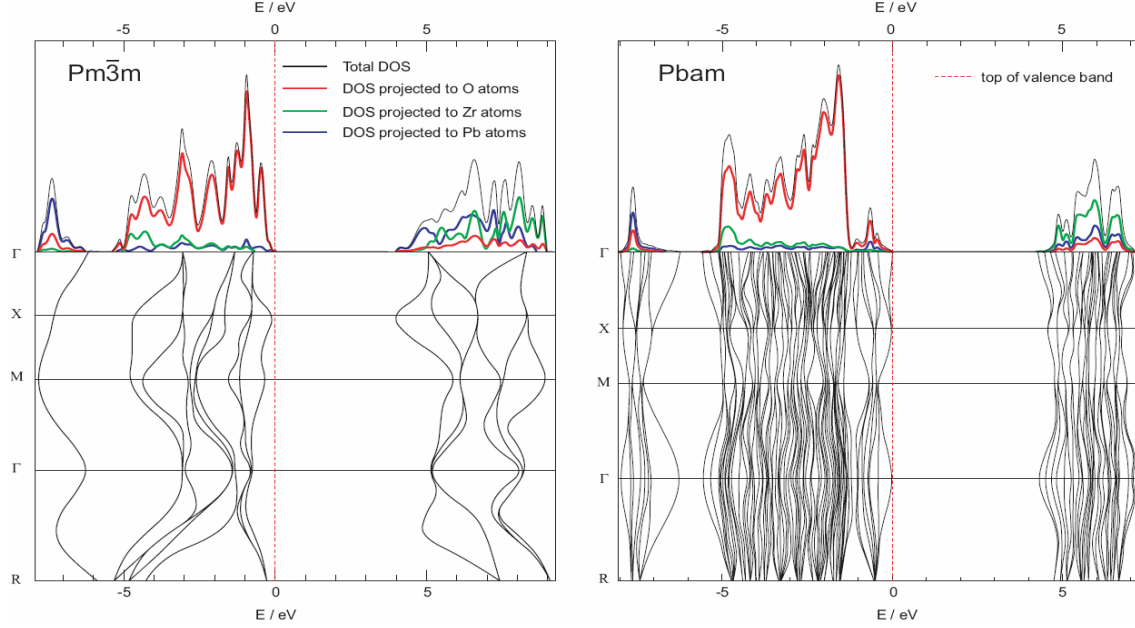 E / eV
-5 0 5
Pm3̅m
Total DOS
DOS projected to O atoms
DOS projected to Zr atoms
DOS projected to Pb atoms
Γ
X
M
Γ
R
-5 0 5
E / eV
E / eV
-5 0 5
Pbam
top of valence band
Γ
X
M
Γ
R
-5 0 5
E / eV